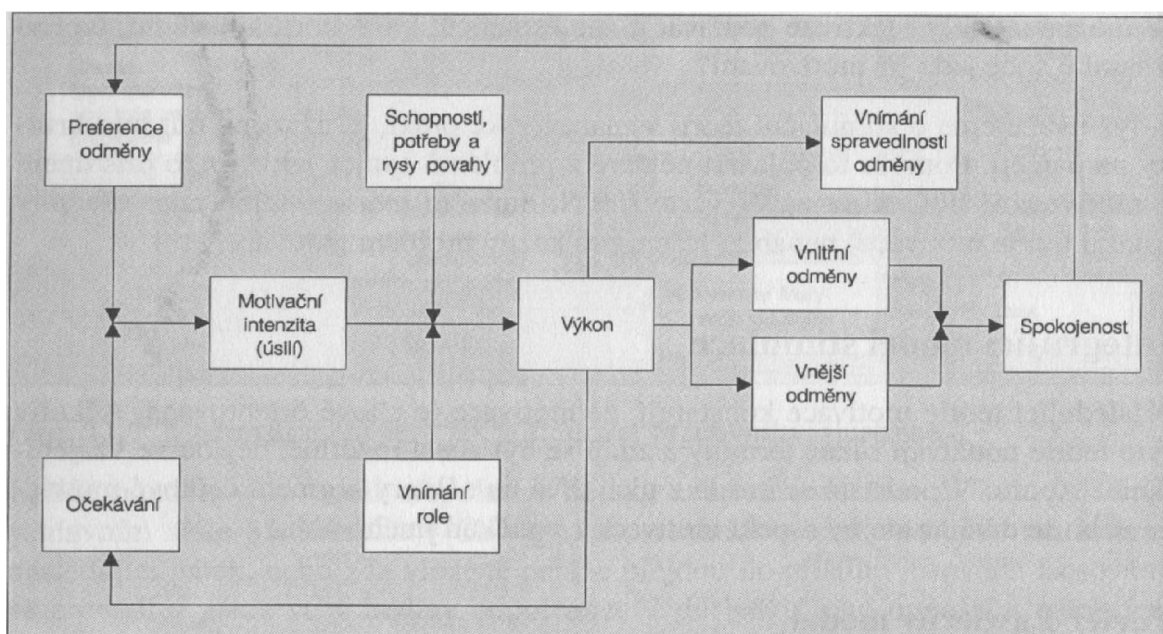 Preference
odměny
Schopnosti,
potřeby a
rysy povahy
Vnímání
spravedlnosti
odměny
Motivační
intenzita
(úsilí)
Výkon
Vnitřní
odměny
Vnější
odměny
Spokojenost
Očekávání
Vnímání
role